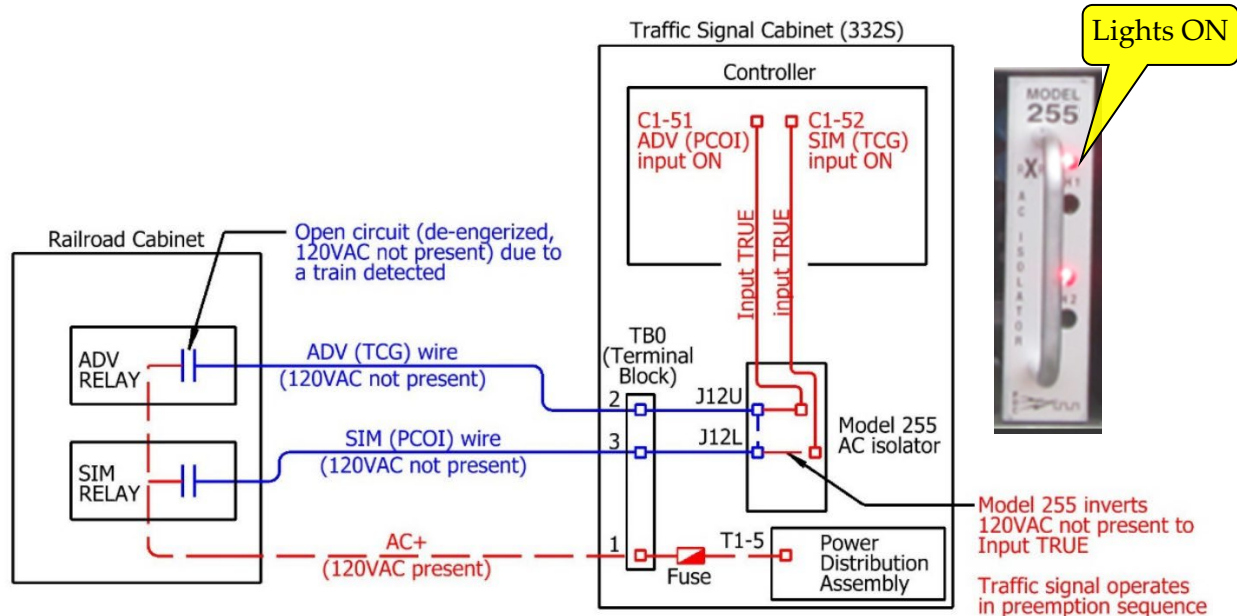 Traffic Signal Cabinet (332S)
Lights ON
Controller
C1-51
ADV (PCOI)
input ON
C1-52
SIM (TCG)
input ON
Input TRUE
input TRUE
MODEL
255
AC ISOLATOR
Railroad Cabinet
Open circuit (de-engerized,
120VAC not present) due to
a train detected
ADV
RELAY
ADV (TCG) wire
(120VAC not present)
TB0
(Terminal
Block)
2
J12U
SIM (PCOI) wire
(120VAC not present)
3
J12L
Model 255
AC isolator
SIM
RELAY
Model 255 inverts
120VAC not present to
Input TRUE
AC+
(120VAC present)
1
Fuse
T1-5
Power
Distribution
Assembly
Traffic signal operates
in preemption sequence